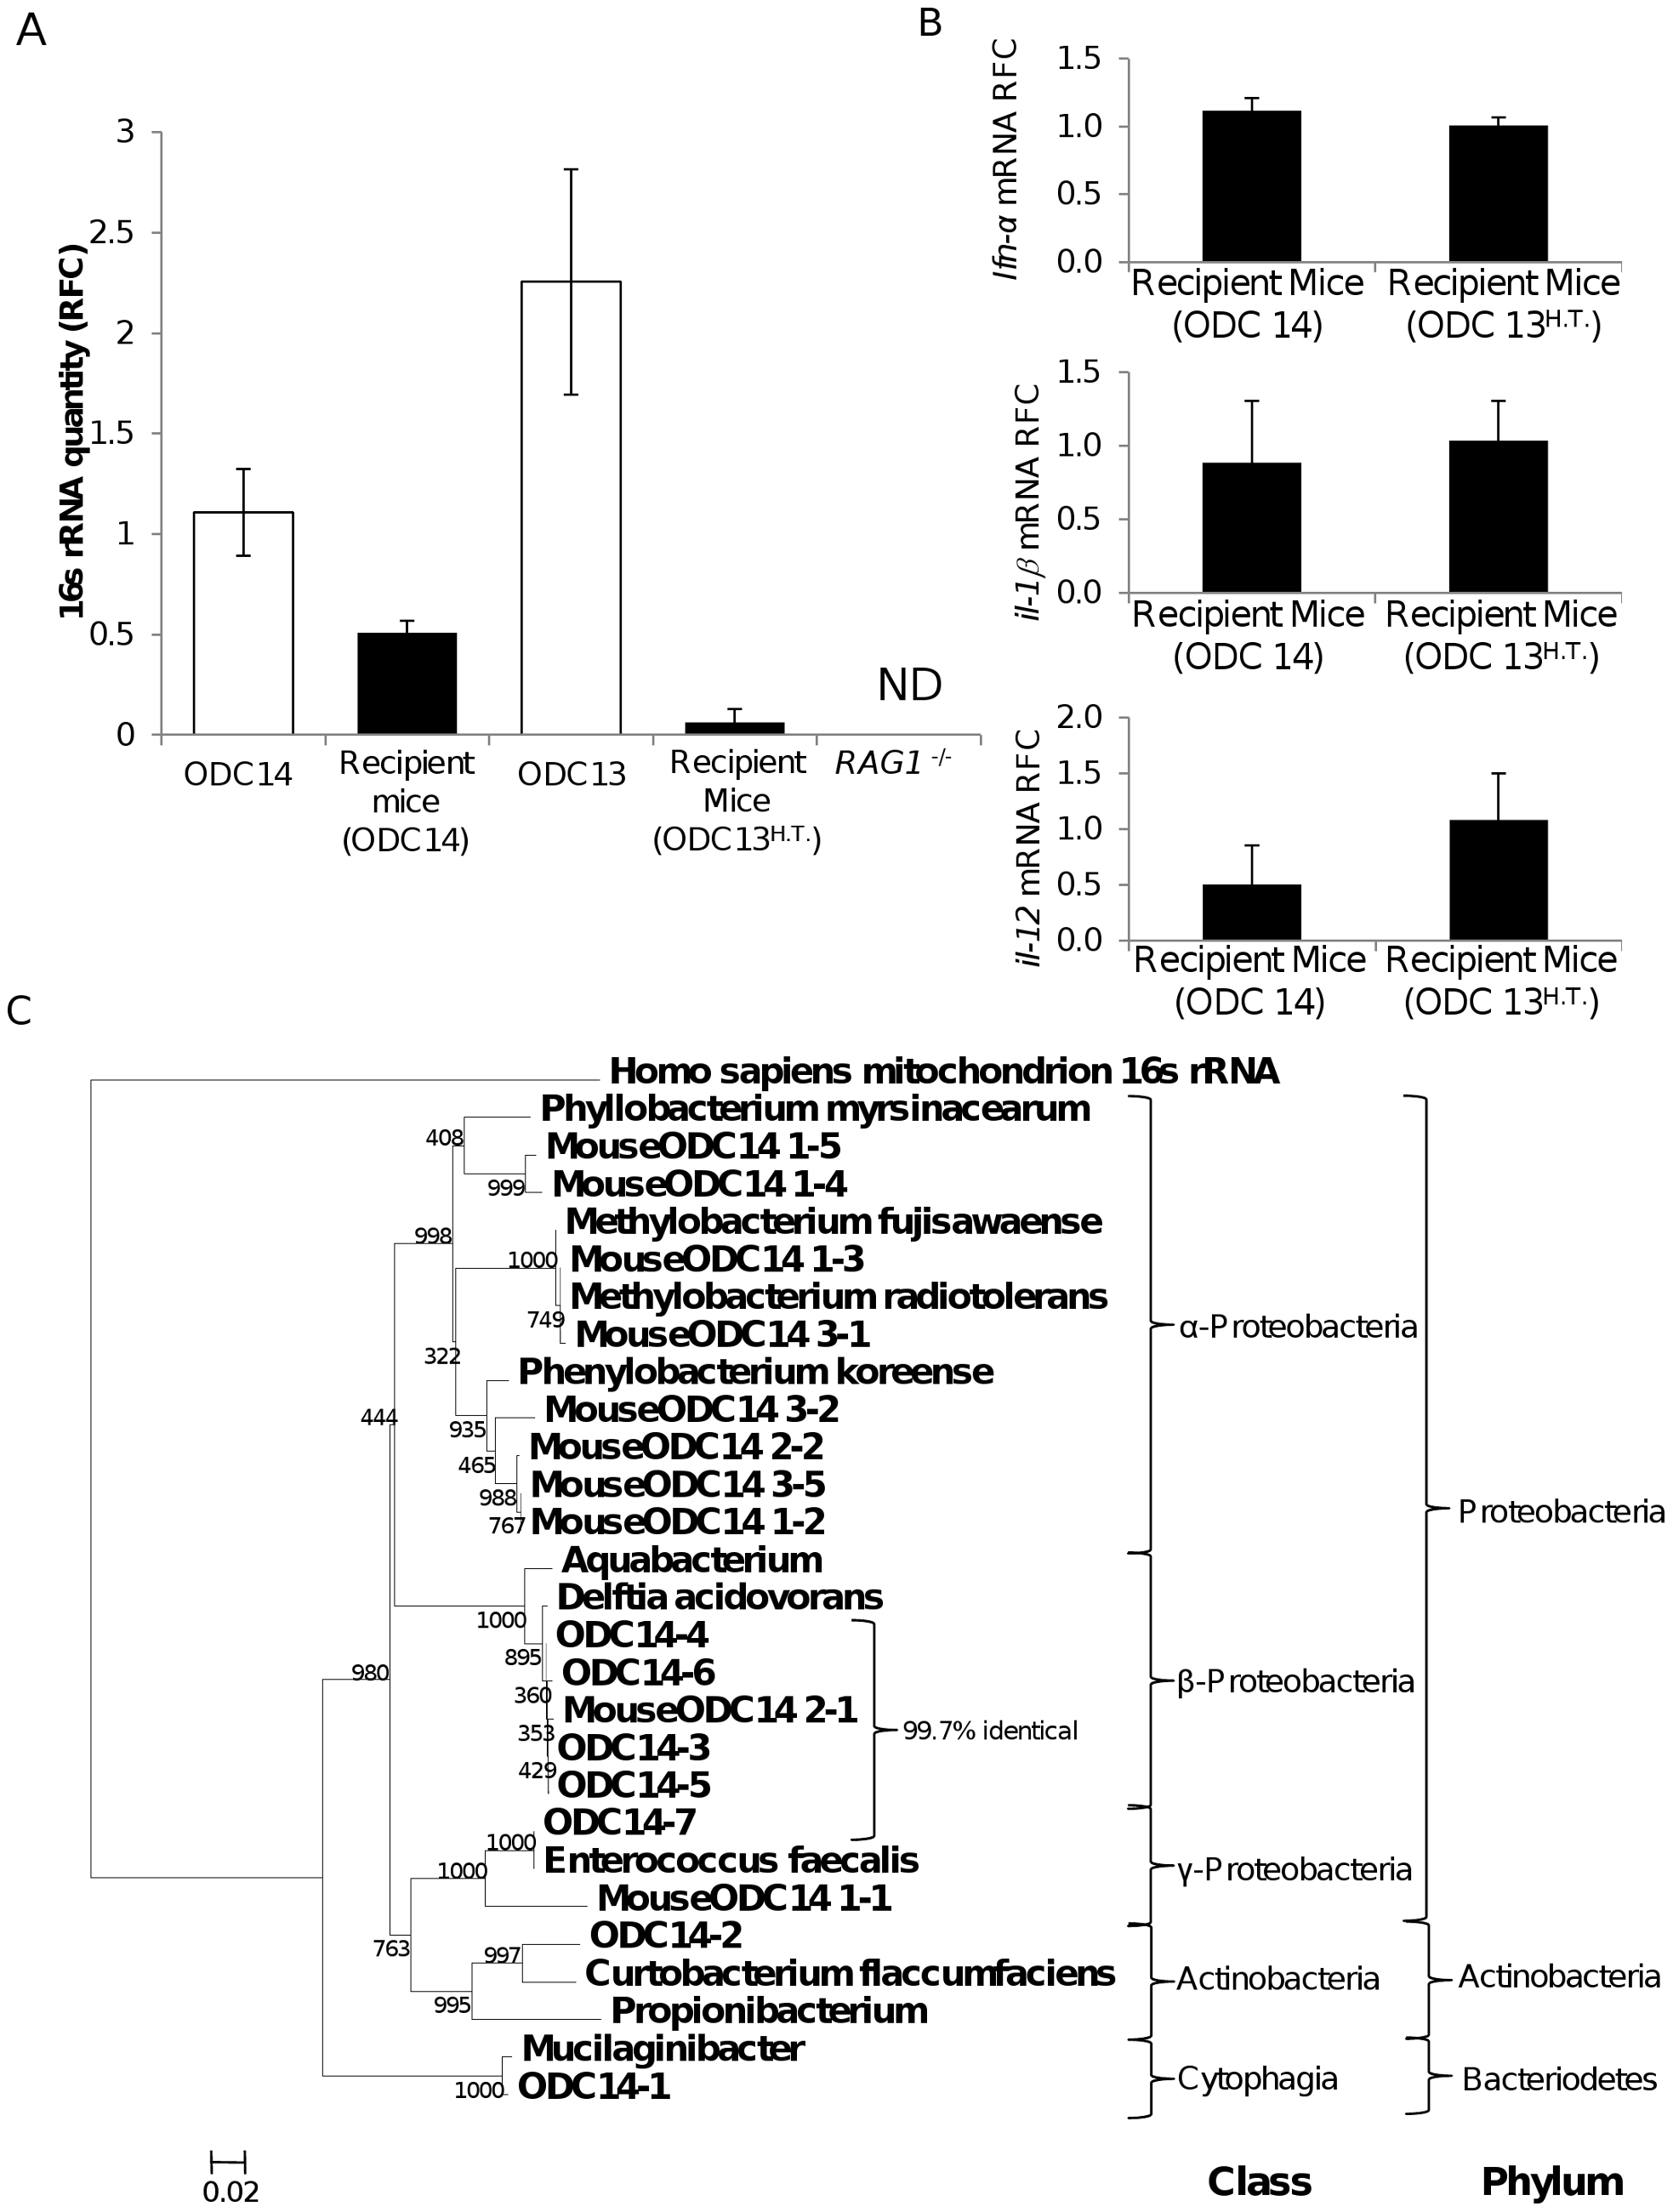 A
3
2.5
2
1.5
1
0.5
0
16s rRNA quantity (RFC)
ND
ODC14
Recipient
mice
(ODC14)
ODC13
Recipient
Mice
(ODC13H.T.)
RAG1 -/-
B
Ifn-α mRNA RFC
1.5
1.0
0.5
0.0
Recipient Mice
(ODC 14)
Recipient Mice
(ODC 13H.T.)
il-1β mRNA RFC
1.5
1.0
0.5
0.0
Recipient Mice
(ODC 14)
Recipient Mice
(ODC 13H.T.)
il-12 mRNA RFC
2.0
1.5
1.0
0.5
0.0
Recipient Mice
(ODC 14)
Recipient Mice
(ODC 13H.T.)
C
Homo sapiens mitochondrion 16s rRNA
Phyllobacterium myrsinacearum
408
MouseODC14 1-5
999
MouseODC14 1-4
Methylobacterium fujisawaense
998
1000
MouseODC14 1-3
Methylobacterium radiotolerans
749
MouseODC14 3-1
322
Phenylobacterium koreense
444
MouseODC14 3-2
935
MouseODC14 2-2
465
MouseODC14 3-5
988
767
MouseODC14 1-2
Aquabacterium
Delftia acidovorans
1000
ODC14-4
895
ODC14-6
980
360
MouseODC14 2-1
353
ODC14-3
429
ODC14-5
99.7% identical
ODC14-7
1000
Enterococcus faecalis
1000
MouseODC14 1-1
ODC14-2
763
997
Curtobacterium flaccumfaciens
995
Propionibacterium
Mucilaginibacter
1000
ODC14-1
α-Proteobacteria
β-Proteobacteria
γ-Proteobacteria
Actinobacteria
Cytophagia
Proteobacteria
Actinobacteria
Bacteriodetes
0.02
Class
Phylum